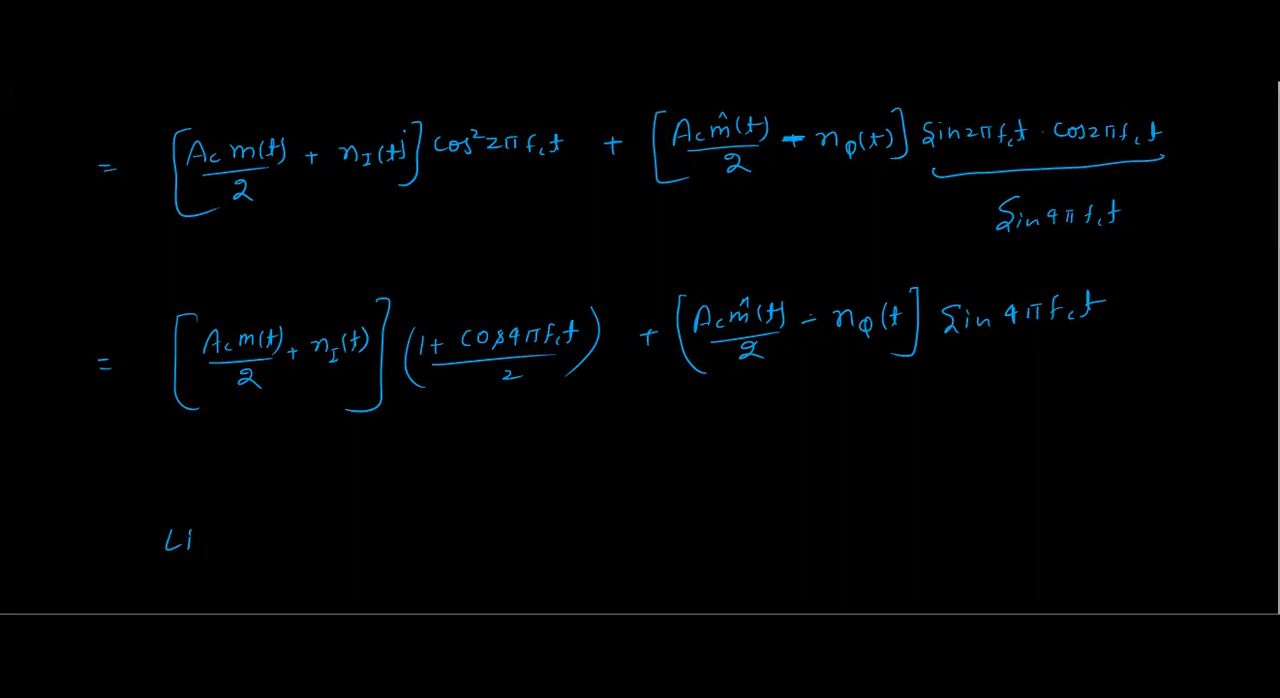 = [Ac m(t)/2 + nI(t)] cos²2πfct + [Ac m̂(t)/2 - nQ(t)] Sin2πfct · cos2πfct
Sin4πfct
= [Ac m(t)/2 + nI(t)] (1 + cos4πfct / 2) + [Ac m̂(t)/2 - nQ(t] Sin 4πfct
Li